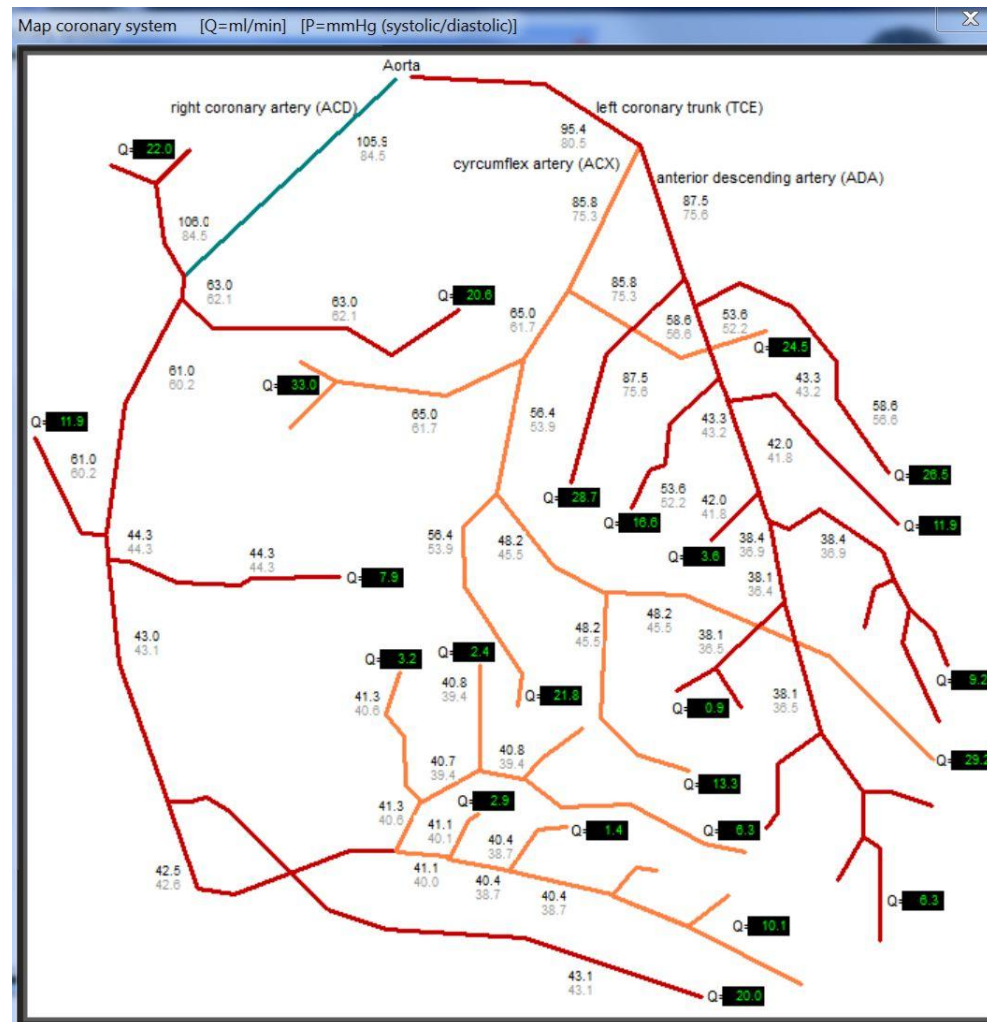 Map coronary system [Q=ml/min] [P=mmHg (systolic/diastolic)]
X
Aorta
right coronary artery (ACD)
left coronary trunk (TCE)
95.4
80.5
105.9
84.5
Q= 22.0
cyrcumflex artery (ACX)
anterior descending artery (ADA)
85.8
75.3
87.5
75.6
106.0
84.5
63.0
62.1
63.0
62.1
Q= 20.6
85.8
75.3
65.0
61.7
58.6
56.6
53.6
52.2
Q= 24.5
61.0
60.2
Q= 33.0
87.5
75.6
43.3
43.2
58.6
56.6
Q= 11.9
65.0
61.7
56.4
53.9
43.3
43.2
42.0
41.8
61.0
60.2
Q= 28.7
53.6
52.2
Q= 26.5
Q= 16.6
42.0
41.8
Q= 11.9
44.3
44.3
44.3
44.3
Q= 7.9
56.4
53.9
48.2
45.5
Q= 3.6
38.4
36.9
38.4
36.9
38.1
36.4
43.0
43.1
48.2
45.5
48.2
45.5
38.1
36.5
Q= 3.2
Q= 2.4
40.8
39.4
41.3
40.6
Q= 21.8
Q= 0.9
38.1
36.5
Q= 9.2
40.7
39.4
40.8
39.4
Q= 13.3
Q= 29.2
41.3
40.6
Q= 2.9
41.1
40.1
Q= 1.4
Q= 6.3
40.4
38.7
42.5
42.6
41.1
40.0
40.4
38.7
40.4
38.7
Q= 6.3
Q= 10.1
43.1
43.1
Q= 20.0